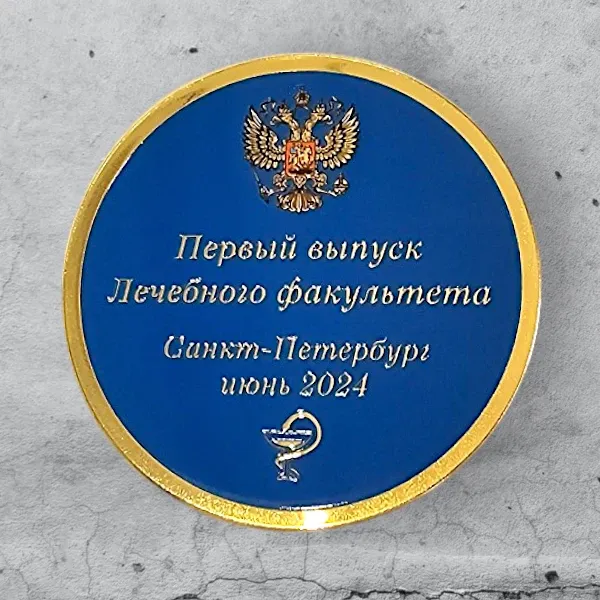 Первый выпуск
Лечебного факультета
Санкт-Петербург
июнь 2024